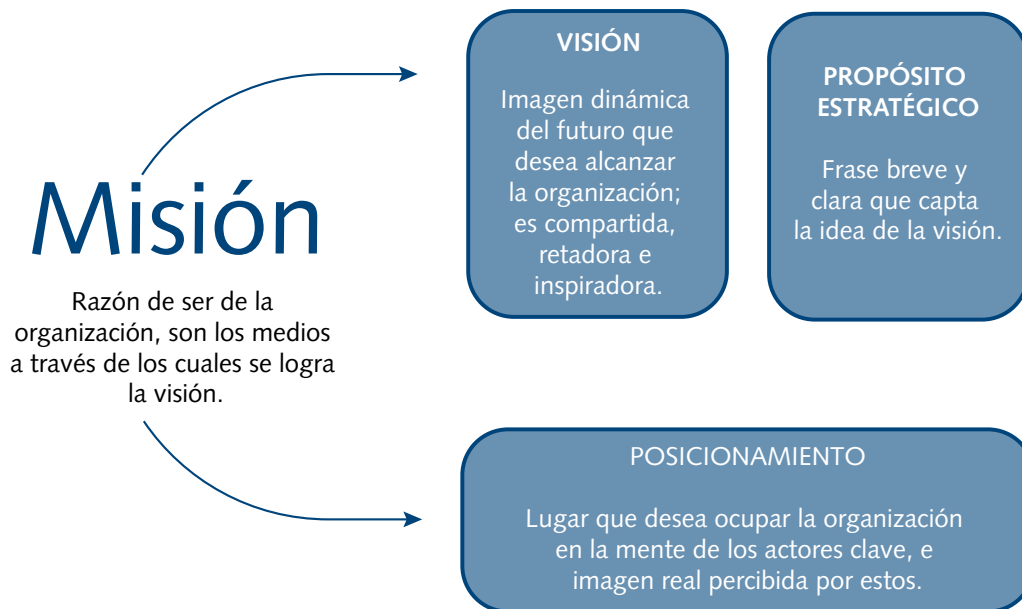 Misión
Razón de ser de la
organización, son los medios
a través de los cuales se logra
la visión.
VISIÓN
Imagen dinámica
del futuro que
desea alcanzar
la organización;
es compartida,
retadora e
inspiradora.
PROPÓSITO
ESTRATÉGICO
Frase breve y
clara que capta
la idea de la visión.
POSICIONAMIENTO
Lugar que desea ocupar la organización
en la mente de los actores clave, e
imagen real percibida por estos.